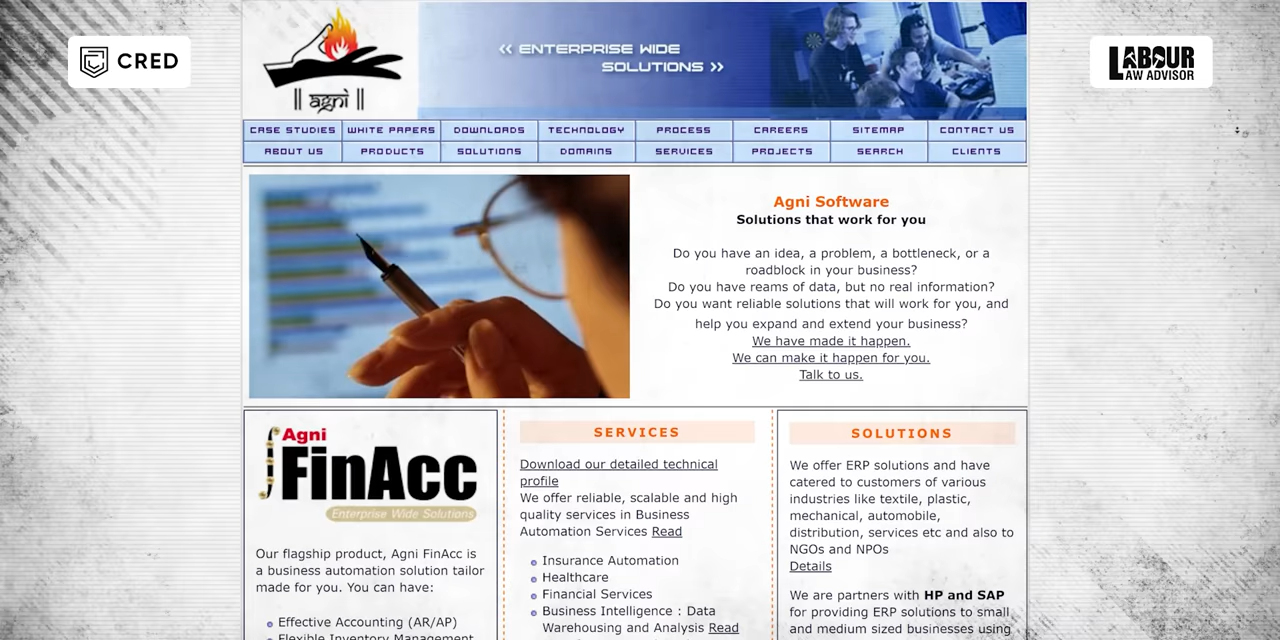 CRED
LABOUR
LAW ADVISOR
|| अग्नि ||
‹‹ ENTERPRISE WIDE
SOLUTIONS ››
CASE STUDIES WHITE PAPERS DOWNLOADS TECHNOLOGY PROCESS CAREERS SITEMAP CONTACT US
ABOUT US PRODUCTS SOLUTIONS DOMAINS SERVICES PROJECTS SEARCH CLIENTS
Agni Software
Solutions that work for you
Do you have an idea, a problem, a bottleneck, or a
roadblock in your business?
Do you have reams of data, but no real information?
Do you want reliable solutions that will work for you, and
help you expand and extend your business?
We have made it happen.
We can make it happen for you.
Talk to us.
Agni
FinAcc
Enterprise Wide Solutions
Our flagship product, Agni FinAcc is
a business automation solution tailor
made for you. You can have:
Effective Accounting (AR/AP)
Flexible Inventory Management
SERVICES
Download our detailed technical
profile
We offer reliable, scalable and high
quality services in Business
Automation Services Read
Insurance Automation
Healthcare
Financial Services
Business Intelligence : Data
Warehousing and Analysis Read
SOLUTIONS
We offer ERP solutions and have
catered to customers of various
industries like textile, plastic,
mechanical, automobile,
distribution, services etc and also to
NGOs and NPOs
Details
We are partners with HP and SAP
for providing ERP solutions to small
and medium sized businesses using